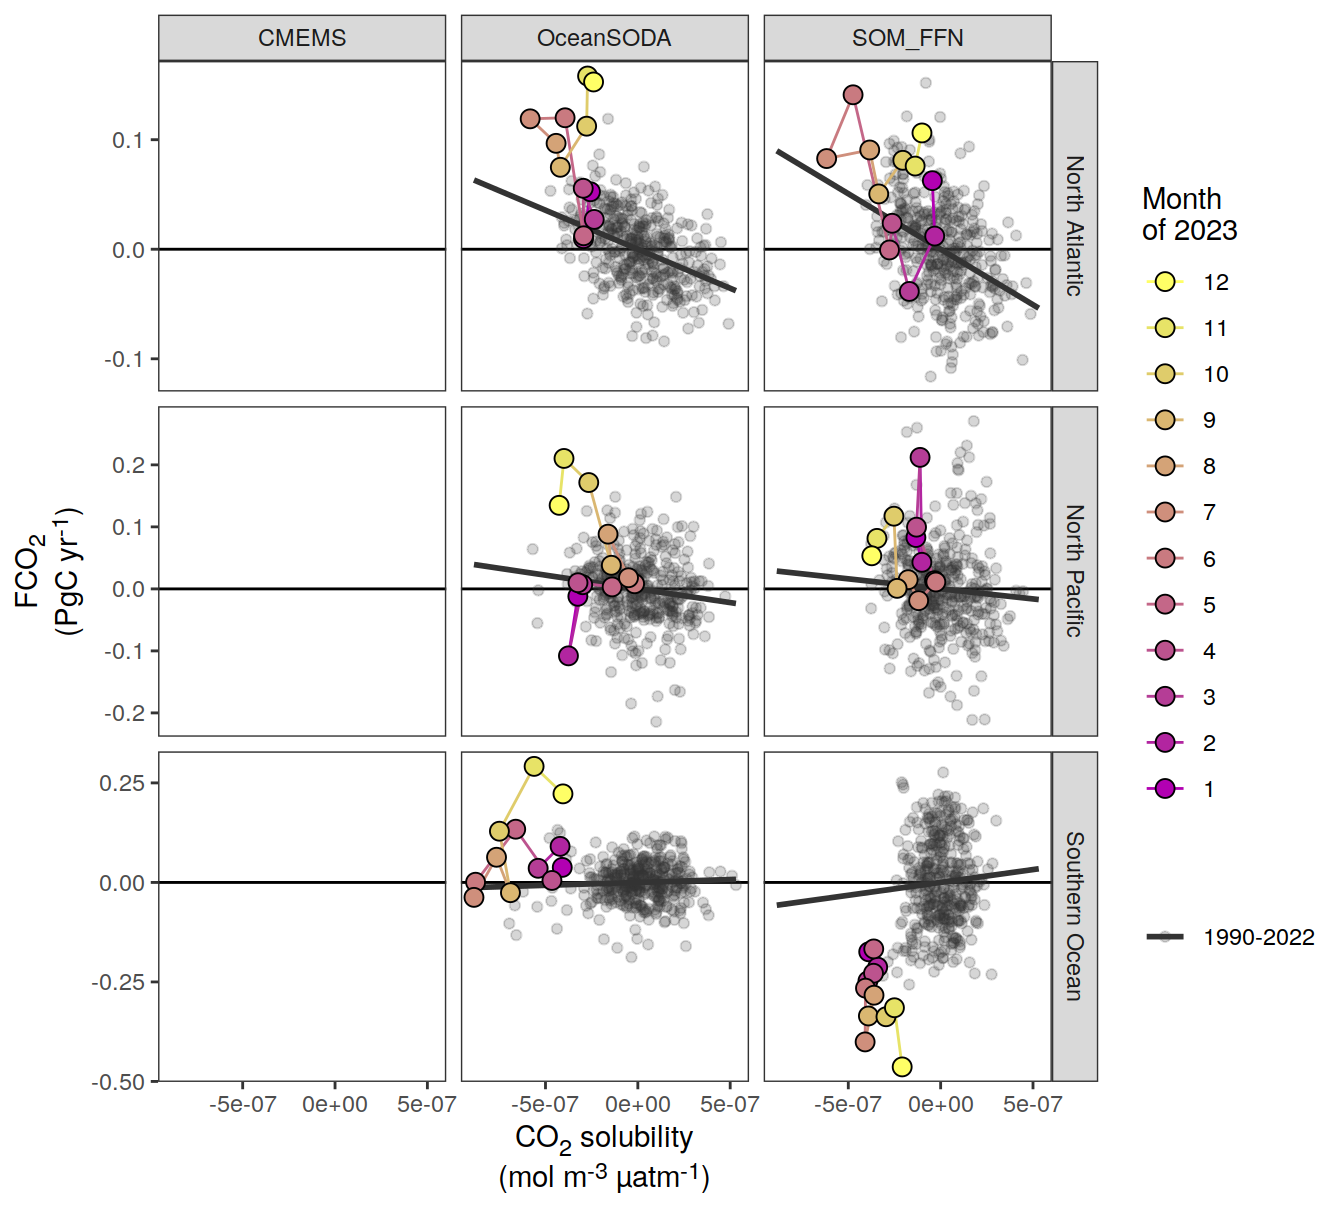 CMEMS OceanSODA SOM_FFN
0.1
0.0
-0.1
North Atlantic
0.2
0.1
0.0
-0.1
-0.2
North Pacific
0.25
0.00
-0.25
-0.50
Southern Ocean
-5e-07 0e+00 5e-07 -5e-07 0e+00 5e-07 -5e-07 0e+00 5e-07
CO₂ solubility
(mol m⁻³ µatm⁻¹)
FCO₂
(PgC yr⁻¹)
Month
of 2023
12
11
10
9
8
7
6
5
4
3
2
1
1990-2022